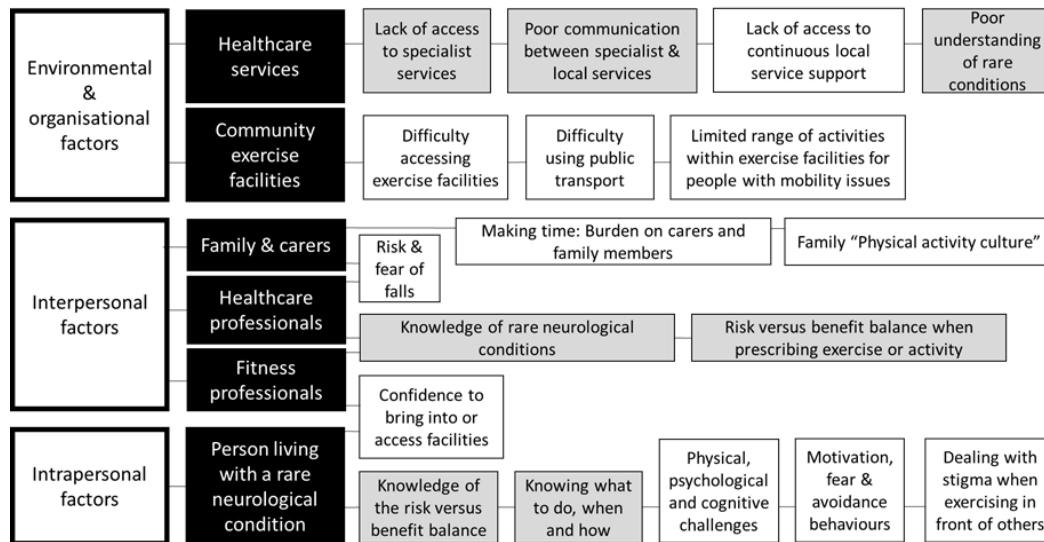 Environmental
&
organisational
factors
Healthcare
services
Lack of access
to specialist
services
Poor communication
between specialist &
local services
Lack of access to
continuous local
service support
Poor
understanding
of rare
conditions
Community
exercise
facilities
Difficulty
accessing
exercise facilities
Difficulty
using public
transport
Limited range of activities
within exercise facilities for
people with mobility issues
Interpersonal
factors
Family & carers
Risk &
fear of
falls
Making time: Burden on carers and
family members
Family “Physical activity culture”
Healthcare
professionals
Knowledge of rare neurological
conditions
Risk versus benefit balance when
prescribing exercise or activity
Fitness
professionals
Confidence to
bring into or
access facilities
Intrapersonal
factors
Person living
with a rare
neurological
condition
Knowledge of
the risk versus
benefit balance
Knowing what
to do, when
and how
Physical,
psychological
and cognitive
challenges
Motivation,
fear &
avoidance
behaviours
Dealing with
stigma when
exercising in
front of others